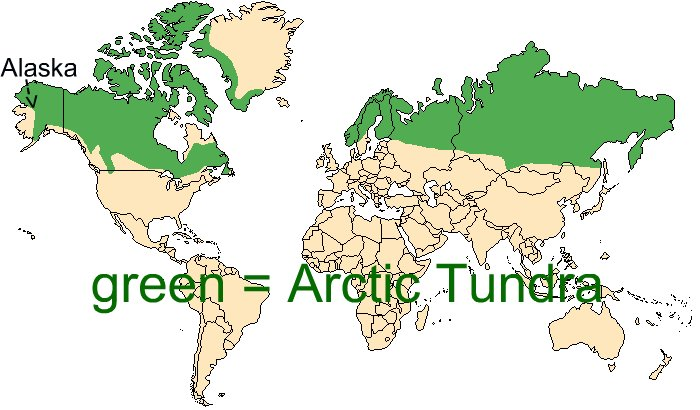 Alaska
green = Arctic Tundra